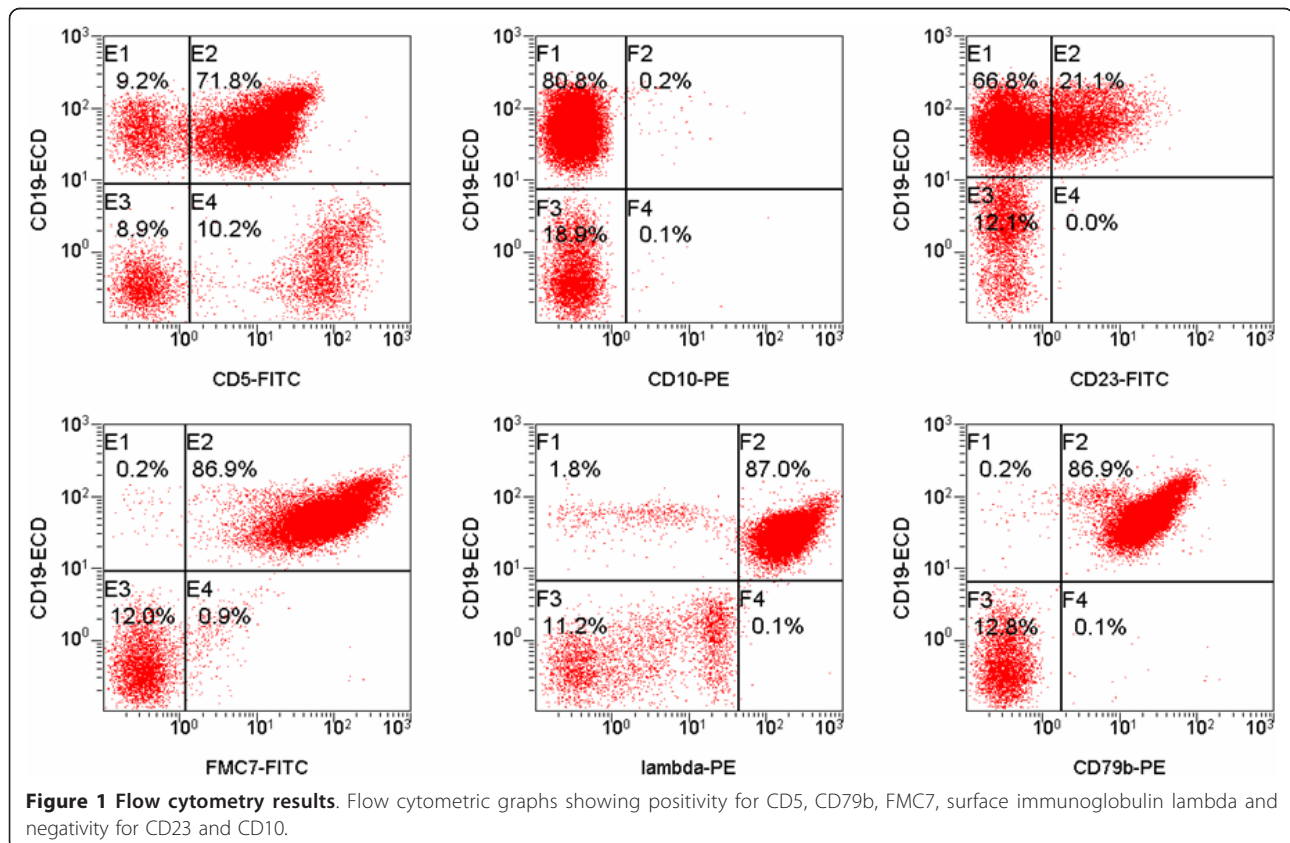 10³
E1 E2
9.2% 71.8%
10²
10¹
E3 E4
8.9% 10.2%
10⁰
CD19-ECD
10⁰ 10¹ 10² 10³
CD5-FITC
10³
F1 F2
80.8% 0.2%
10²
10¹
F3 F4
18.9% 0.1%
10⁰
CD19-ECD
10⁰ 10¹ 10² 10³
CD10-PE
10³
E1 E2
66.8% 21.1%
10²
10¹
E3 E4
12.1% 0.0%
10⁰
CD19-ECD
10⁰ 10¹ 10² 10³
CD23-FITC
10³
E1 E2
0.2% 86.9%
10²
10¹
E3 E4
12.0% 0.9%
10⁰
CD19-ECD
10⁰ 10¹ 10² 10³
FMC7-FITC
10³
F1 F2
1.8% 87.0%
10²
10¹
F3 F4
11.2% 0.1%
10⁰
CD19-ECD
10⁰ 10¹ 10² 10³
lambda-PE
10³
F1 F2
0.2% 86.9%
10²
10¹
F3 F4
12.8% 0.1%
10⁰
CD19-ECD
10⁰ 10¹ 10² 10³
CD79b-PE
Figure 1 Flow cytometry results. Flow cytometric graphs showing positivity for CD5, CD79b, FMC7, surface immunoglobulin lambda and
negativity for CD23 and CD10.